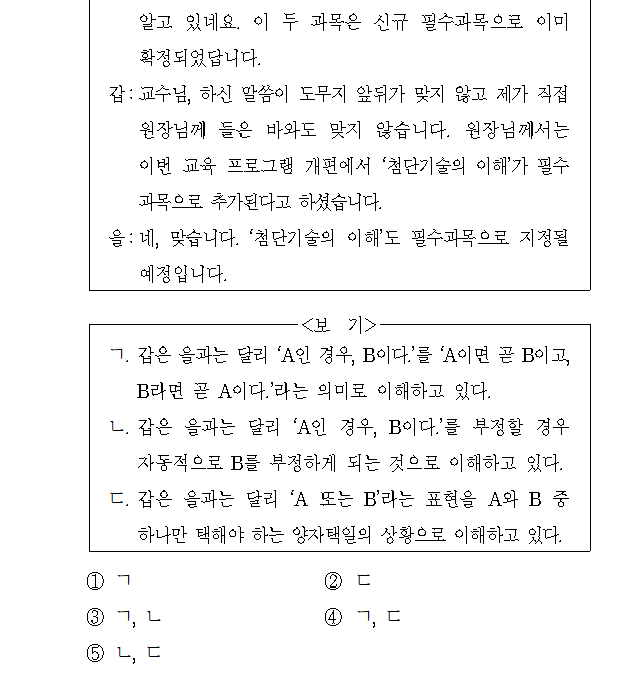 알고 있네요. 이 두 과목은 신규 필수과목으로 이미
확정되었답니다.
갑: 교수님, 하신 말씀이 도무지 앞뒤가 맞지 않고 제가 직접
원장님께 들은 바와도 맞지 않습니다. 원장님께서는
이번 교육 프로그램 개편에서 ‘첨단기술의 이해’가 필수
과목으로 추가된다고 하셨습니다.
을: 네, 맞습니다. ‘첨단기술의 이해’도 필수과목으로 지정될
예정입니다.
<보 기>
ㄱ. 갑은 을과는 달리 ‘A인 경우, B이다.’를 ‘A이면 곧 B이고,
B라면 곧 A이다.’라는 의미로 이해하고 있다.
ㄴ. 갑은 을과는 달리 ‘A인 경우, B이다.’를 부정할 경우
자동적으로 B를 부정하게 되는 것으로 이해하고 있다.
ㄷ. 갑은 을과는 달리 ‘A 또는 B’라는 표현을 A와 B 중
하나만 택해야 하는 양자택일의 상황으로 이해하고 있다.
① ㄱ ② ㄷ
③ ㄱ, ㄴ ④ ㄱ, ㄷ
⑤ ㄴ, ㄷ